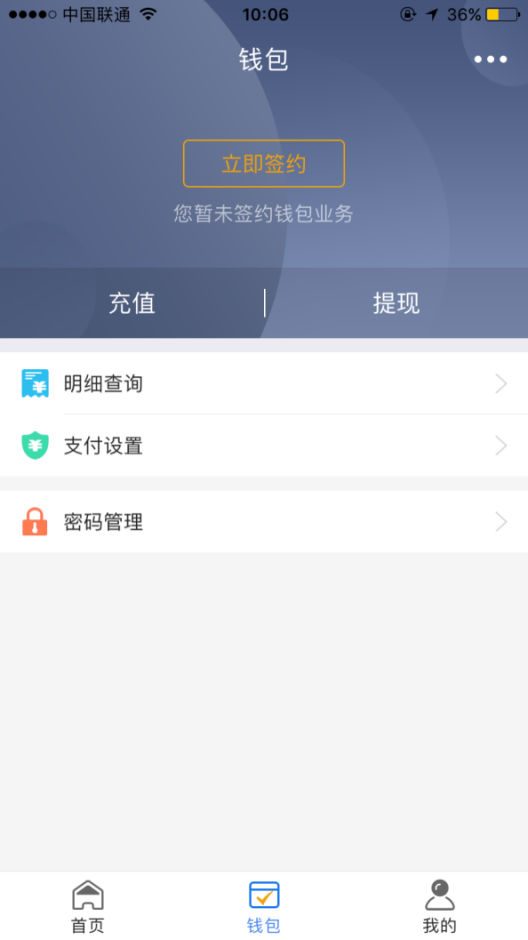 中国联通
10:06
36%
钱包
立即签约
您暂未签约钱包业务
充值
提现
明细查询
支付设置
密码管理
首页
钱包
我的